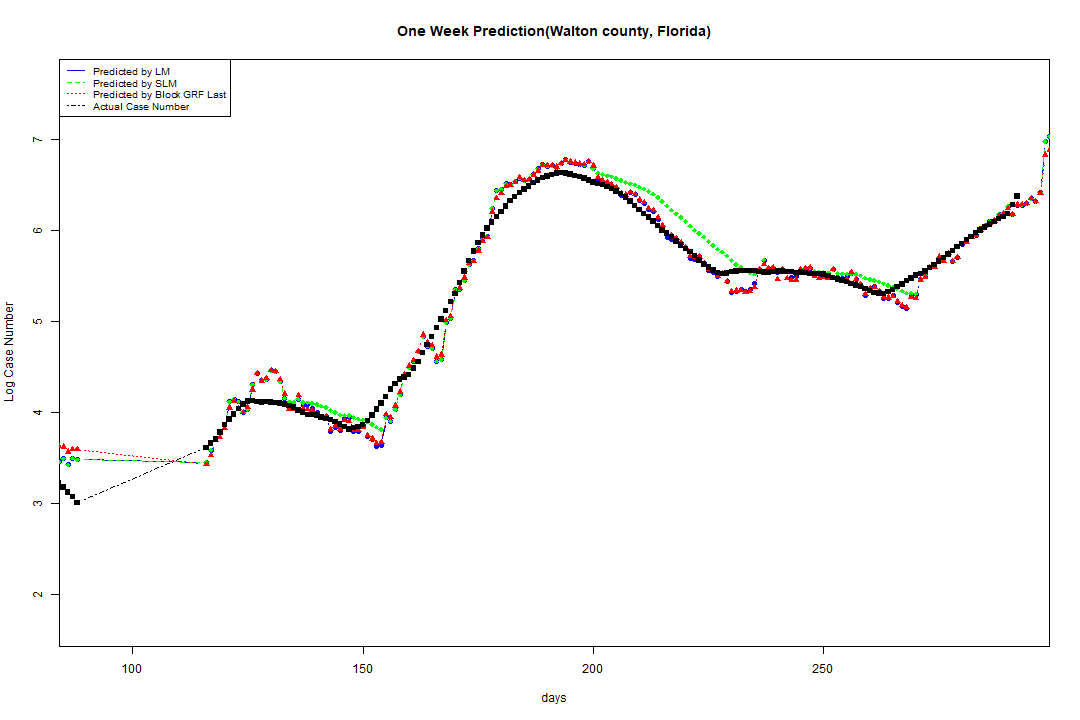 One Week Prediction(Walton county, Florida)
Predicted by LM
Predicted by SLM
Predicted by Block GRF Last
Actual Case Number
7
6
5
4
3
2
Log Case Number
100 150 200 250
days